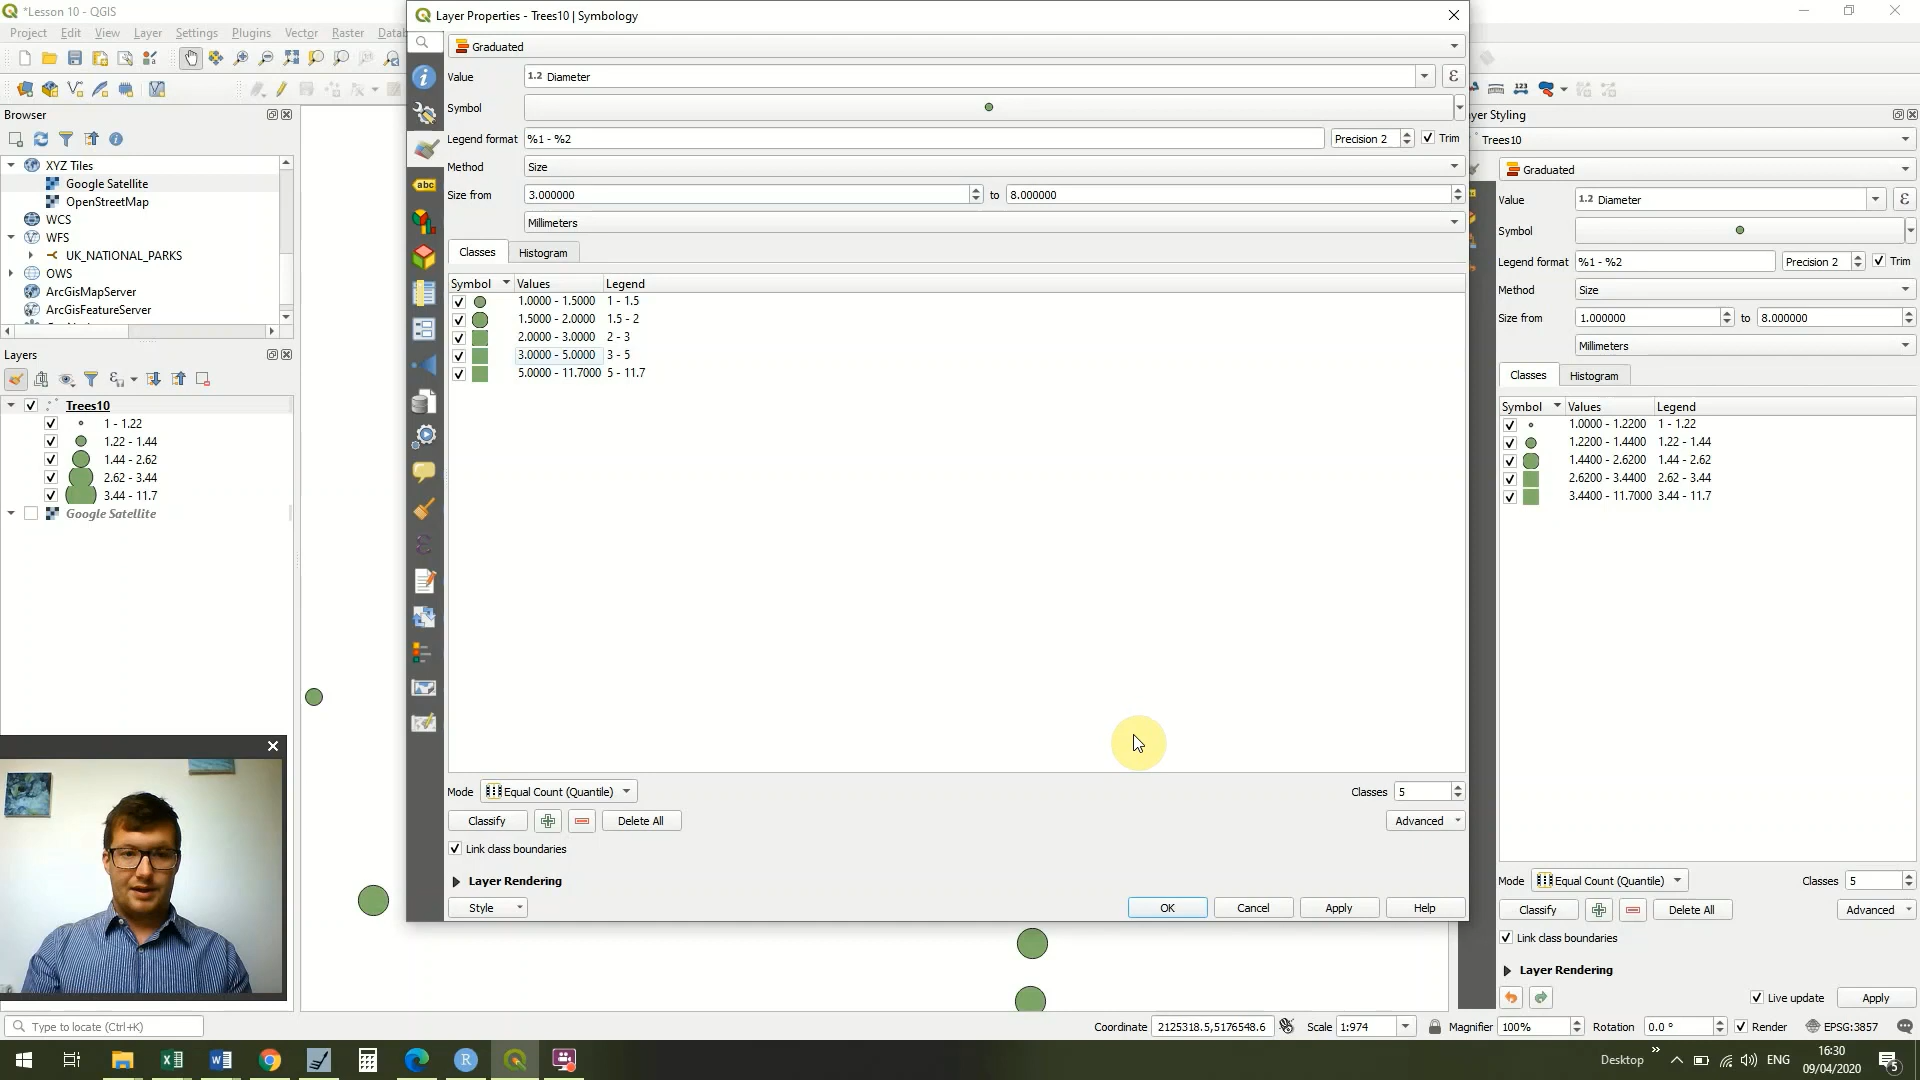 *Lesson 10 - QGIS
Project Edit View Layer Settings Plugins Vector Raster Datab
Browser
XYZ Tiles
Google Satellite
OpenStreetMap
WCS
WFS
UK_NATIONAL_PARKS
OWS
ArcGisMapServer
ArcGisFeatureServer
Layers
Trees10
1 - 1.22
1.22 - 1.44
1.44 - 2.62
2.62 - 3.44
3.44 - 11.7
Google Satellite
Type to locate (Ctrl+K)
Layer Properties - Trees10 | Symbology
Graduated
Value 1.2 Diameter
Symbol
Legend format %1 - %2 Precision 2 Trim
Method Size
Size from 3.000000 to 8.000000
Millimeters
Classes Histogram
Symbol Values Legend
1.0000 - 1.5000 1 - 1.5
1.5000 - 2.0000 1.5 - 2
2.0000 - 3.0000 2 - 3
3.0000 - 5.0000 3 - 5
5.0000 - 11.7000 5 - 11.7
Mode Equal Count (Quantile) Classes 5
Classify Delete All Advanced
Link class boundaries
Layer Rendering
Style OK Cancel Apply Help
yer Styling
Trees10
Graduated
Value 1.2 Diameter
Symbol
Legend format %1 - %2 Precision 2 Trim
Method Size
Size from 1.000000 to 8.000000
Millimeters
Classes Histogram
Symbol Values Legend
1.0000 - 1.2200 1 - 1.22
1.2200 - 1.4400 1.22 - 1.44
1.4400 - 2.6200 1.44 - 2.62
2.6200 - 3.4400 2.62 - 3.44
3.4400 - 11.7000 3.44 - 11.7
Mode Equal Count (Quantile) Classes 5
Classify Delete All Advanced
Link class boundaries
Layer Rendering
Live update Apply
Coordinate 2125318.5,5176548.6 Scale 1:974 Magnifier 100% Rotation 0.0 ° Render EPSG:3857
Desktop ENG 16:30
09/04/2020
5